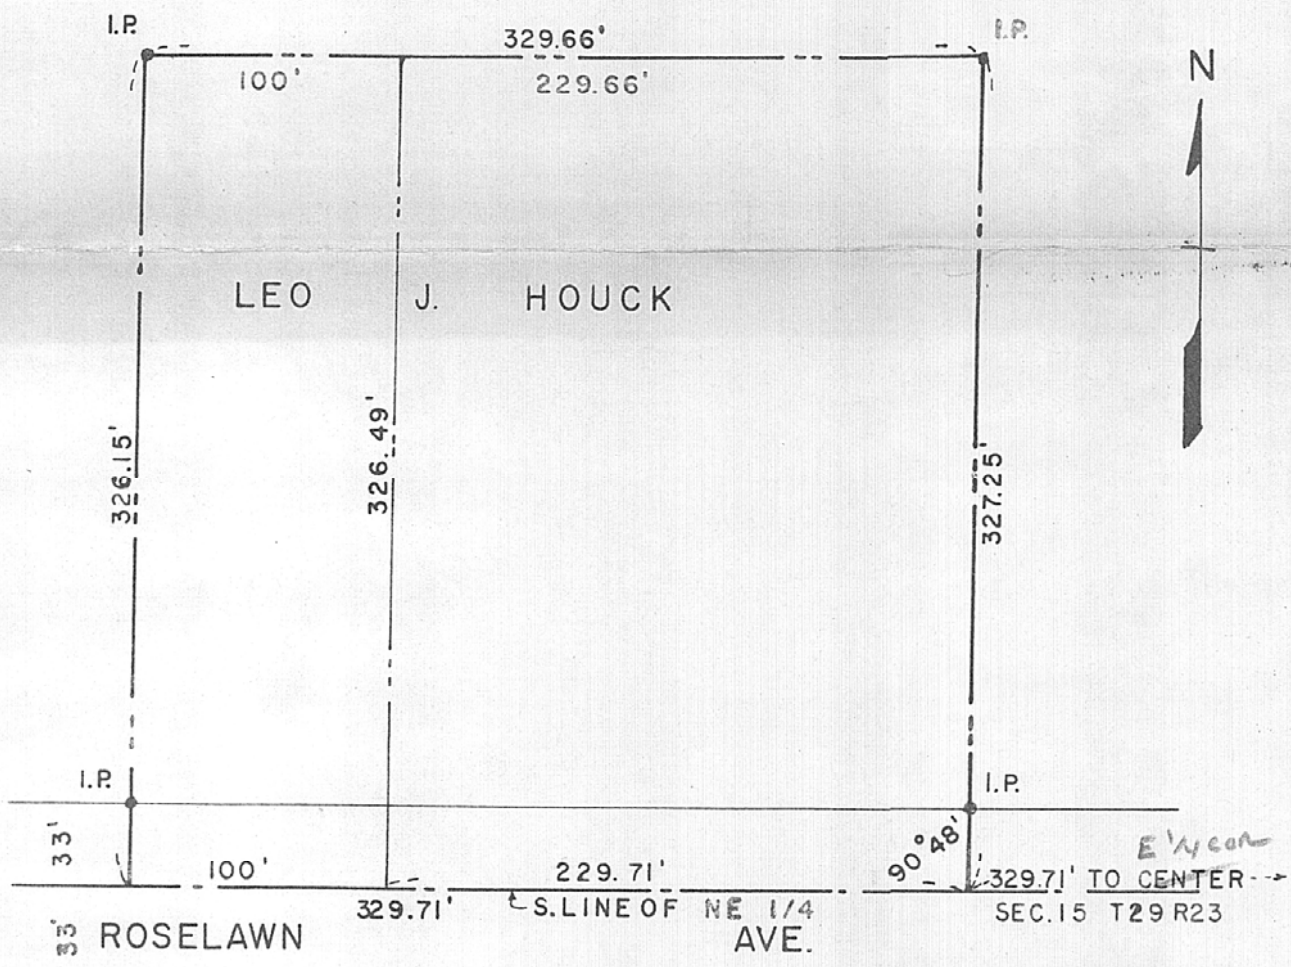 I.P. 329.66' I.P.
100' 229.66' N
LEO J. HOUCK
326.15' 326.49' 327.25'
I.P. I.P.
33' 90°48' E 1/4 COR
100' 229.71' 329.71' TO CENTER
329.71' S. LINE OF NE 1/4 SEC. 15 T29 R23
33' ROSELAWN AVE.